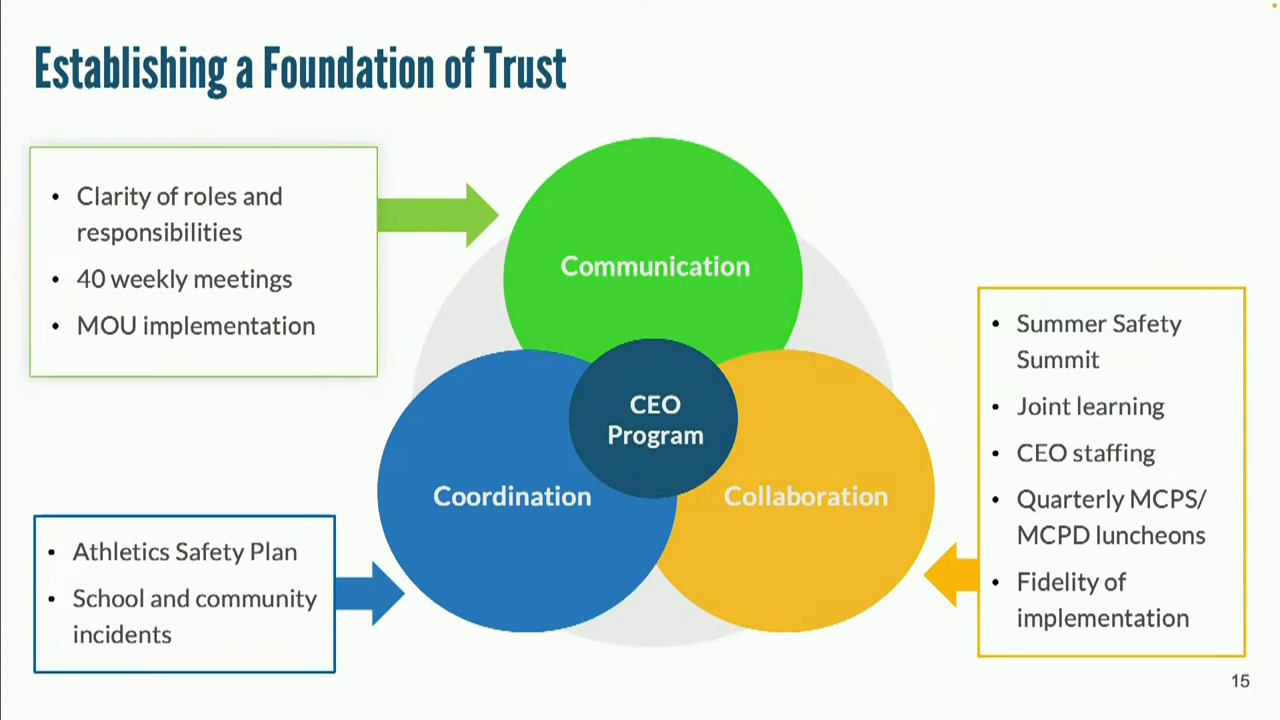 Establishing a Foundation of Trust
• Clarity of roles and
responsibilities
• 40 weekly meetings
• MOU implementation
Communication
CEO
Program
Coordination
Collaboration
• Athletics Safety Plan
• School and community
incidents
• Summer Safety
Summit
• Joint learning
• CEO staffing
• Quarterly MCPS/
MCPD luncheons
• Fidelity of
implementation
15